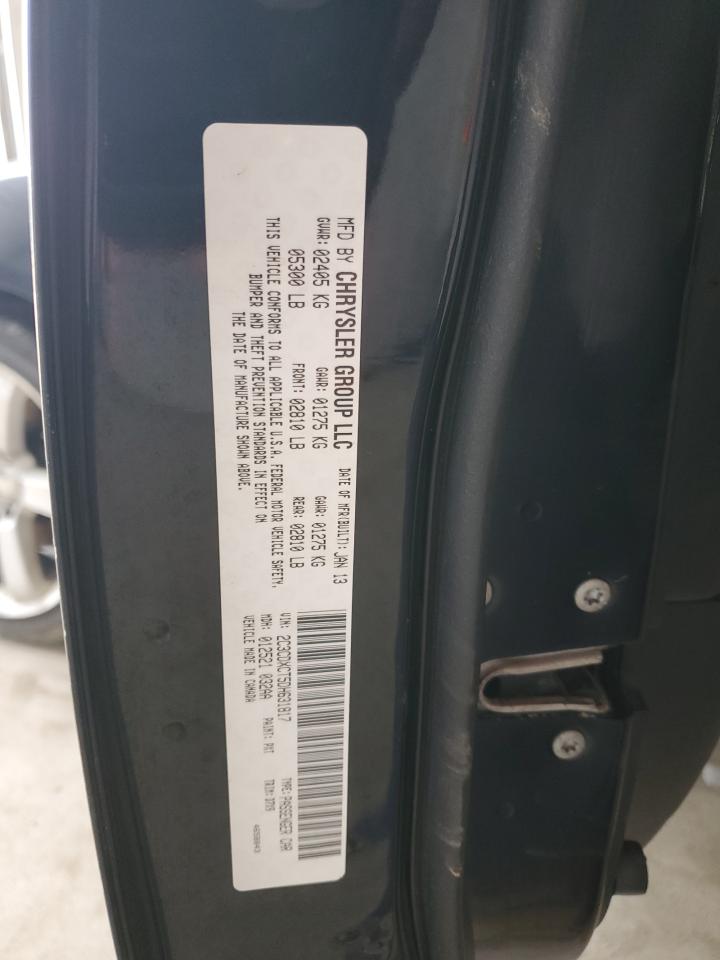 MFD BY CHRYSLER GROUP LLC DATE OF MFR(BUILT): JAN 13
GVWR: 02405 KG GAWR: 01275 KG GAWR: 01275 KG
05300 LB FRONT: 02810 LB REAR: 02810 LB
THIS VEHICLE CONFORMS TO ALL APPLICABLE U.S.A. FEDERAL MOTOR VEHICLE SAFETY,
BUMPER AND THEFT PREVENTION STANDARDS IN EFFECT ON
THE DATE OF MANUFACTURE SHOWN ABOVE.
VIN: 2C3CDXCT5DH631817 TYPE: PASSENGER CAR
MDH: 012521 032AA PAINT: TRIM:
VEHICLE MADE IN CANADA